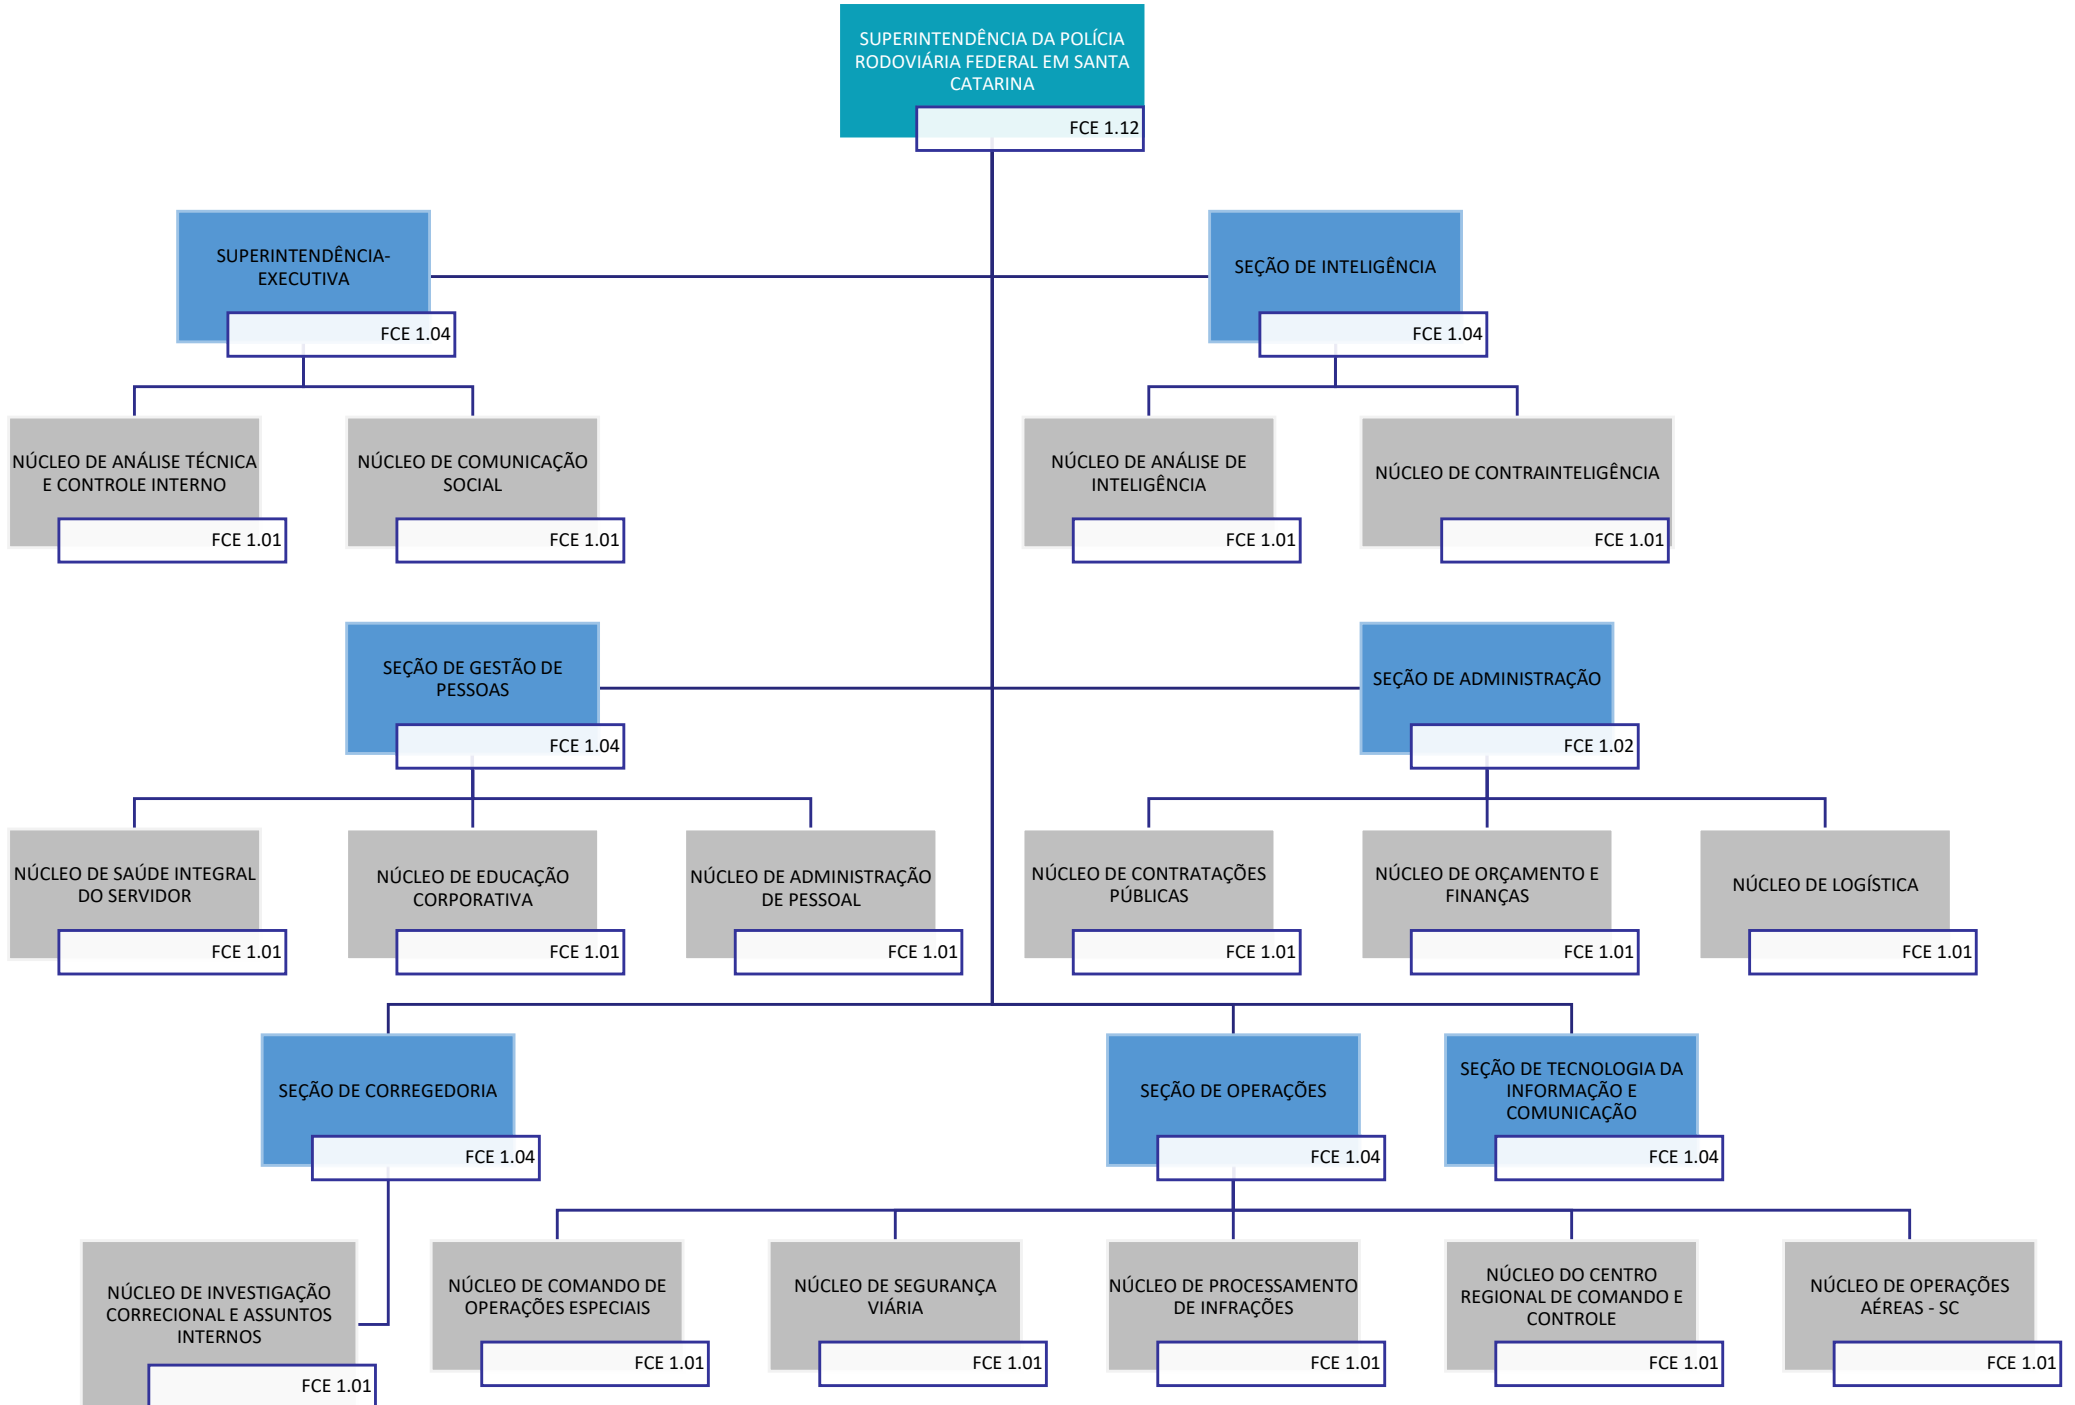 SUPERINTENDÊNCIA DA POLÍCIA
RODOVIÁRIA FEDERAL EM SANTA
CATARINA
FCE 1.12
SUPERINTENDÊNCIA-
EXECUTIVA
FCE 1.04
SEÇÃO DE INTELIGÊNCIA
FCE 1.04
NÚCLEO DE ANÁLISE TÉCNICA
E CONTROLE INTERNO
FCE 1.01
NÚCLEO DE COMUNICAÇÃO
SOCIAL
FCE 1.01
NÚCLEO DE ANÁLISE DE
INTELIGÊNCIA
FCE 1.01
NÚCLEO DE CONTRAINTELIGÊNCIA
FCE 1.01
SEÇÃO DE GESTÃO DE
PESSOAS
FCE 1.04
SEÇÃO DE ADMINISTRAÇÃO
FCE 1.02
NÚCLEO DE SAÚDE INTEGRAL
DO SERVIDOR
FCE 1.01
NÚCLEO DE EDUCAÇÃO
CORPORATIVA
FCE 1.01
NÚCLEO DE ADMINISTRAÇÃO
DE PESSOAL
FCE 1.01
NÚCLEO DE CONTRATAÇÕES
PÚBLICAS
FCE 1.01
NÚCLEO DE ORÇAMENTO E
FINANÇAS
FCE 1.01
NÚCLEO DE LOGÍSTICA
FCE 1.01
SEÇÃO DE CORREGEDORIA
FCE 1.04
SEÇÃO DE OPERAÇÕES
FCE 1.04
SEÇÃO DE TECNOLOGIA DA
INFORMAÇÃO E
COMUNICAÇÃO
FCE 1.04
NÚCLEO DE INVESTIGAÇÃO
CORRECIONAL E ASSUNTOS
INTERNOS
FCE 1.01
NÚCLEO DE COMANDO DE
OPERAÇÕES ESPECIAIS
FCE 1.01
NÚCLEO DE SEGURANÇA
VIÁRIA
FCE 1.01
NÚCLEO DE PROCESSAMENTO
DE INFRAÇÕES
FCE 1.01
NÚCLEO DO CENTRO
REGIONAL DE COMANDO E
CONTROLE
FCE 1.01
NÚCLEO DE OPERAÇÕES
AÉREAS - SC
FCE 1.01